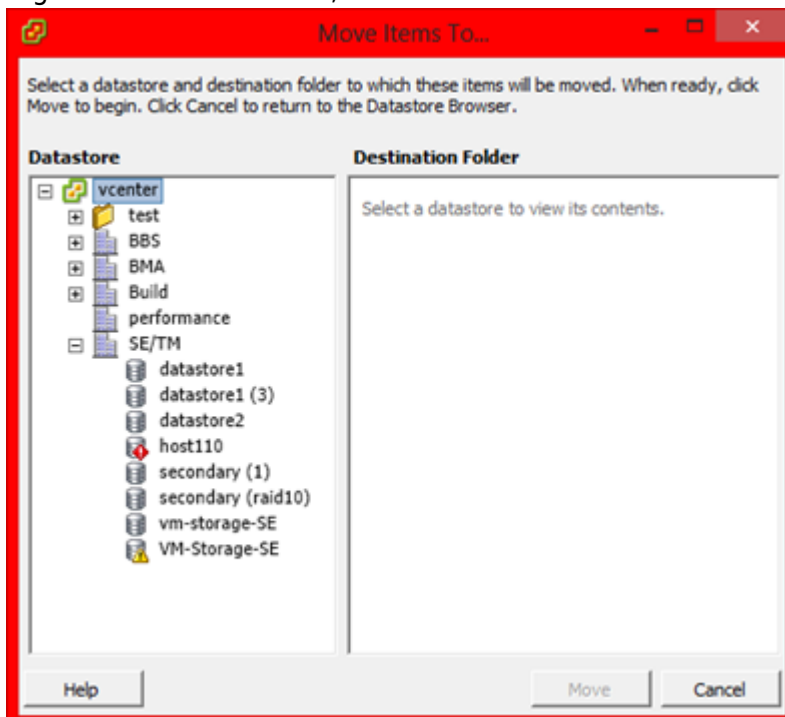 Move Items To...
Select a datastore and destination folder to which these items will be moved. When ready, click
Move to begin. Click Cancel to return to the Datastore Browser.
Datastore
Destination Folder
vcenter
test
BBS
BMA
Build
performance
SE/TM
datastore1
datastore1 (3)
datastore2
host110
secondary (1)
secondary (raid10)
vm-storage-SE
VM-Storage-SE
Select a datastore to view its contents.
Help
Move
Cancel